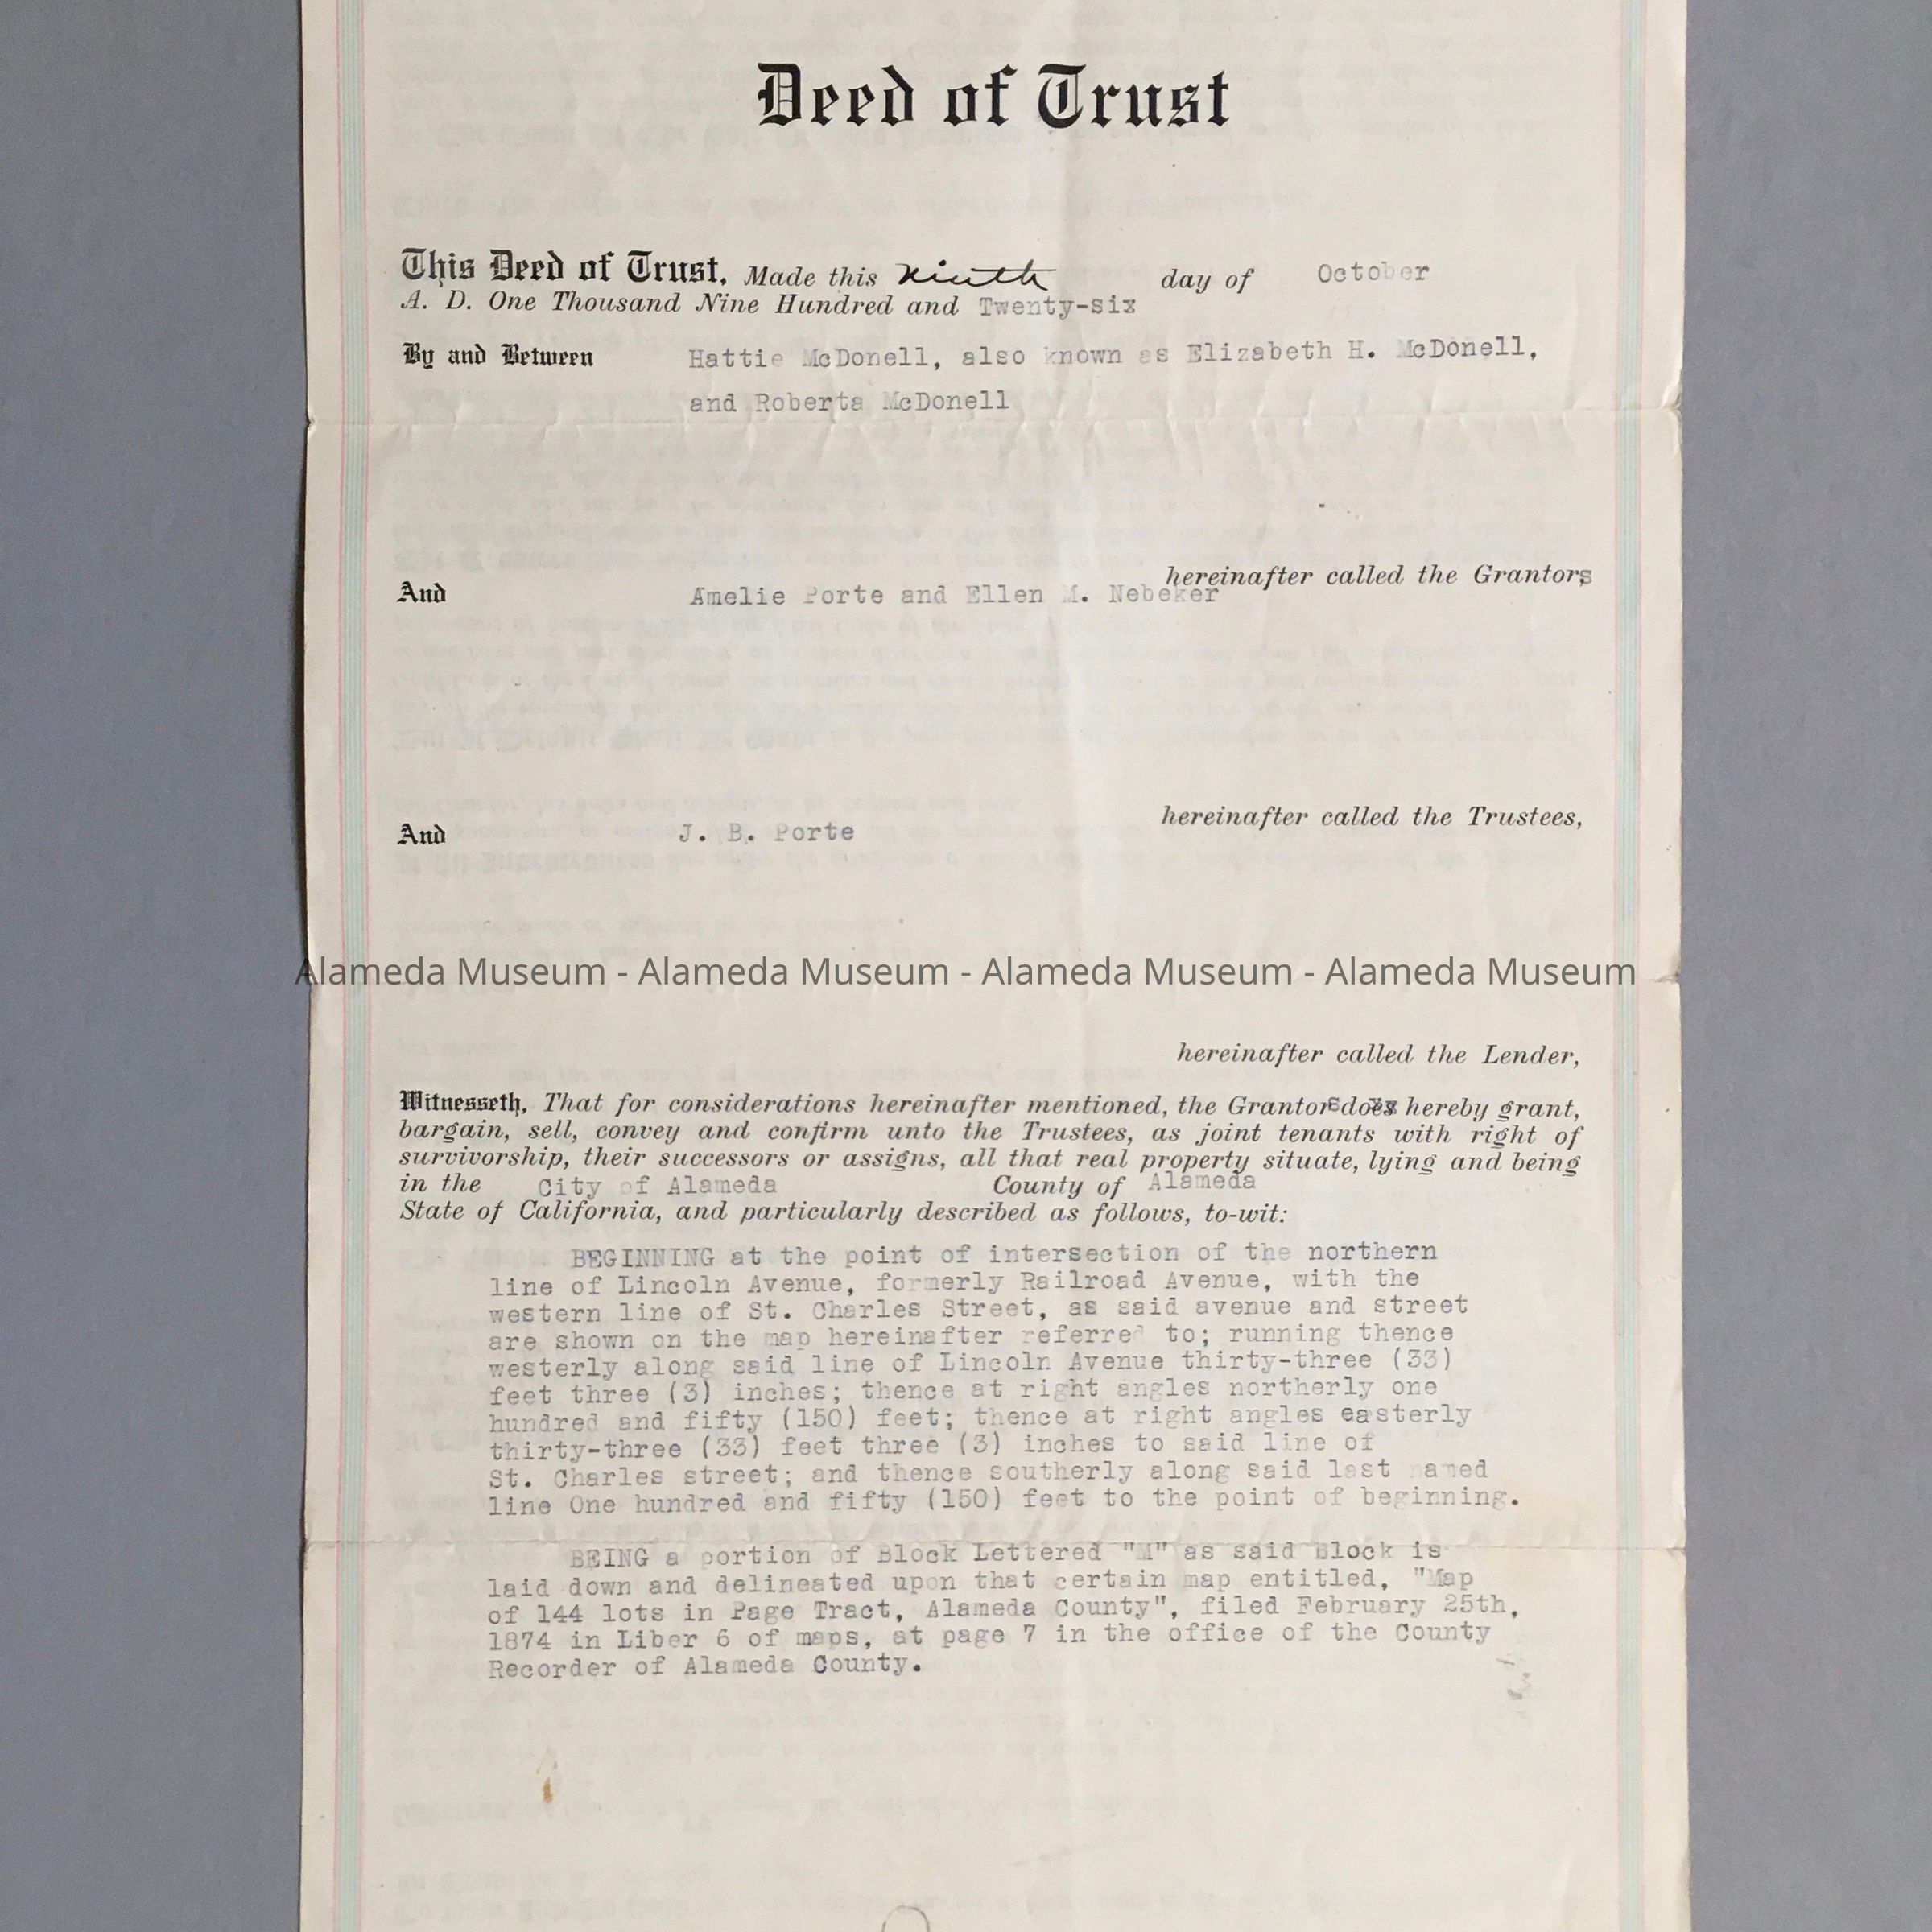 Deed of Trust
This Deed of Trust, Made this Ninth day of October
A. D. One Thousand Nine Hundred and Twenty-six
By and Between Hattie McDonell, also known as Elizabeth H. McDonell,
and Roberta McDonell
hereinafter called the Grantors
And Amelie Porte and Ellen M. Nebeker
hereinafter called the Trustees,
And J. B. Porte
Alameda Museum - Alameda Museum - Alameda Museum - Alameda Museum
hereinafter called the Lender,
Witnesseth, That for considerations hereinafter mentioned, the Grantors do hereby grant,
bargain, sell, convey and confirm unto the Trustees, as joint tenants with right of
survivorship, their successors or assigns, all that real property situate, lying and being
in the City of Alameda County of Alameda
State of California, and particularly described as follows, to-wit:
BEGINNING at the point of intersection of the northern
line of Lincoln Avenue, formerly Railroad Avenue, with the
western line of St. Charles Street, as said avenue and street
are shown on the map hereinafter referred to; running thence
westerly along said line of Lincoln Avenue thirty-three (33)
feet three (3) inches; thence at right angles northerly one
hundred and fifty (150) feet; thence at right angles easterly
thirty-three (33) feet three (3) inches to said line of
St. Charles street; and thence southerly along said last named
line One hundred and fifty (150) feet to the point of beginning.
BEING a portion of Block Lettered "M" as said Block is
laid down and delineated upon that certain map entitled, "Map
of 144 lots in Page Tract, Alameda County", filed February 25th,
1874 in Liber 6 of maps, at page 7 in the office of the County
Recorder of Alameda County.